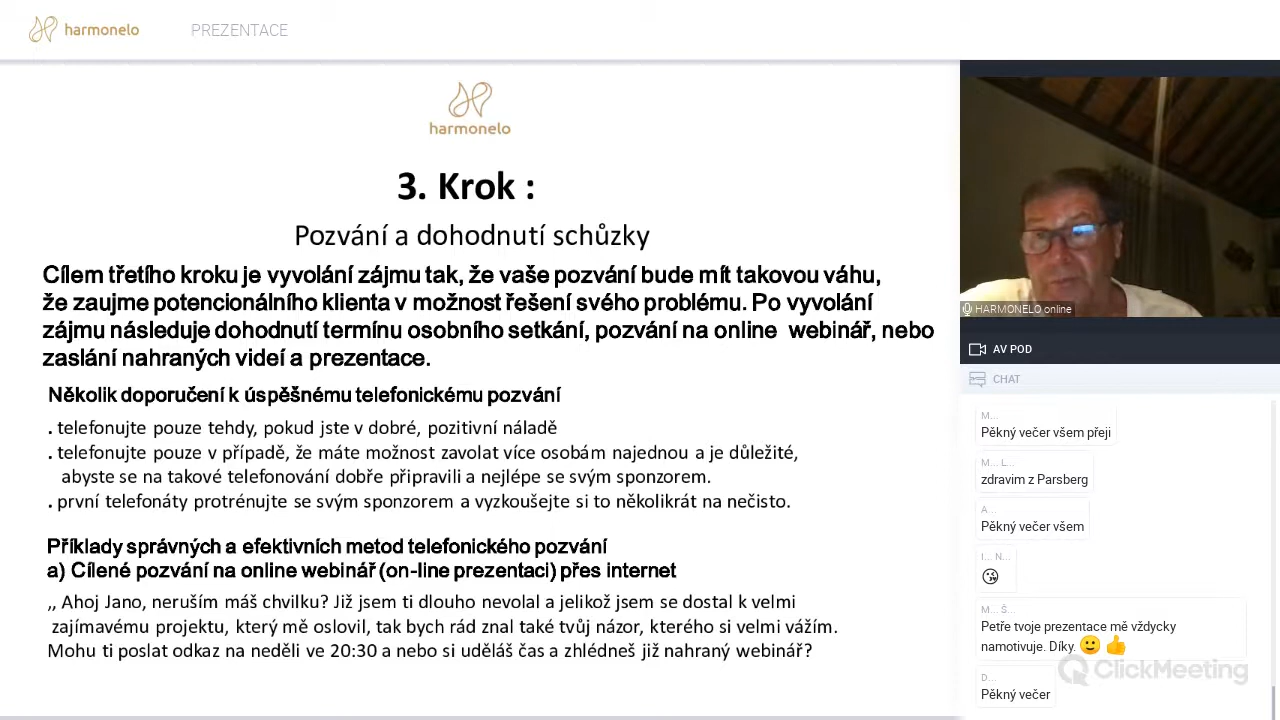 harmonelo
PREZENTACE
harmonelo
3. Krok :
Pozvání a dohodnutí schůzky
Cílem třetího kroku je vyvolání zájmu tak, že vaše pozvání bude mít takovou váhu,
že zaujme potencionálního klienta v možnost řešení svého problému. Po vyvolání
zájmu následuje dohodnutí termínu osobního setkání, pozvání na online webinář, nebo
zaslání nahraných videí a prezentace.
Několik doporučení k úspěšnému telefonickému pozvání
. telefonujte pouze tehdy, pokud jste v dobré, pozitivní náladě
. telefonujte pouze v případě, že máte možnost zavolat více osobám najednou a je důležité,
abyste se na takové telefonování dobře připravili a nejlépe se svým sponzorem.
. první telefonáty protrénujte se svým sponzorem a vyzkoušejte si to několikrát na nečisto.
Příklady správných a efektivních metod telefonického pozvání
a) Cílené pozvání na online webinář (on-line prezentaci) přes internet
,, Ahoj Jano, neruším máš chvilku? Již jsem ti dlouho nevolal a jelikož jsem se dostal k velmi
zajímavému projektu, který mě oslovil, tak bych rád znal také tvůj názor, kterého si velmi vážím.
Mohu ti poslat odkaz na neděli ve 20:30 a nebo si uděláš čas a zhlédneš již nahraný webinář?
HARMONELO online
AV POD
CHAT
M...
Pěkný večer všem přeji
M... L...
zdravim z Parsberg
A ...
Pěkný večer všem
I... N...
M... Š...
Petře tvoje prezentace mě vždycky
namotivuje. Díky.
D...
Pěkný večer
ClickMeeting